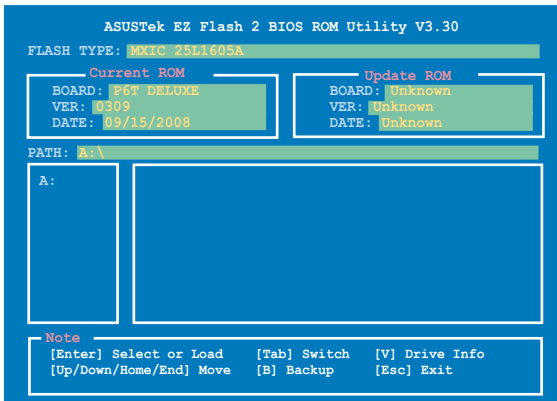 ASUSTek EZ Flash 2 BIOS ROM Utility V3.30
FLASH TYPE: MXIC 25L1605A
Current ROM
BOARD: P6T DELUXE
VER: 0309
DATE: 09/15/2008
Update ROM
BOARD: Unknown
VER: Unknown
DATE: Unknown
PATH: A:\
A:
Note
[Enter] Select or Load [Tab] Switch [V] Drive Info
[Up/Down/Home/End] Move [B] Backup [Esc] Exit